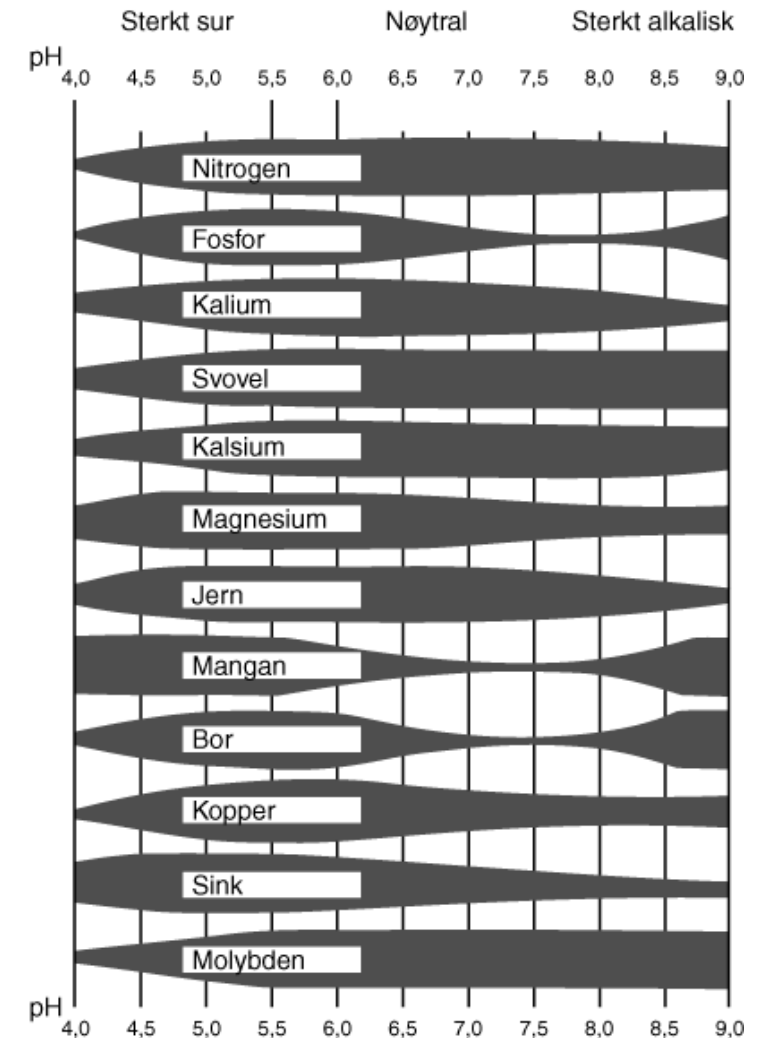 Sterkt sur Nøytral Sterkt alkalisk
pH
4,0 4,5 5,0 5,5 6,0 6,5 7,0 7,5 8,0 8,5 9,0
Nitrogen
Fosfor
Kalium
Svovel
Kalsium
Magnesium
Jern
Mangan
Bor
Kopper
Sink
Molybden
pH
4,0 4,5 5,0 5,5 6,0 6,5 7,0 7,5 8,0 8,5 9,0